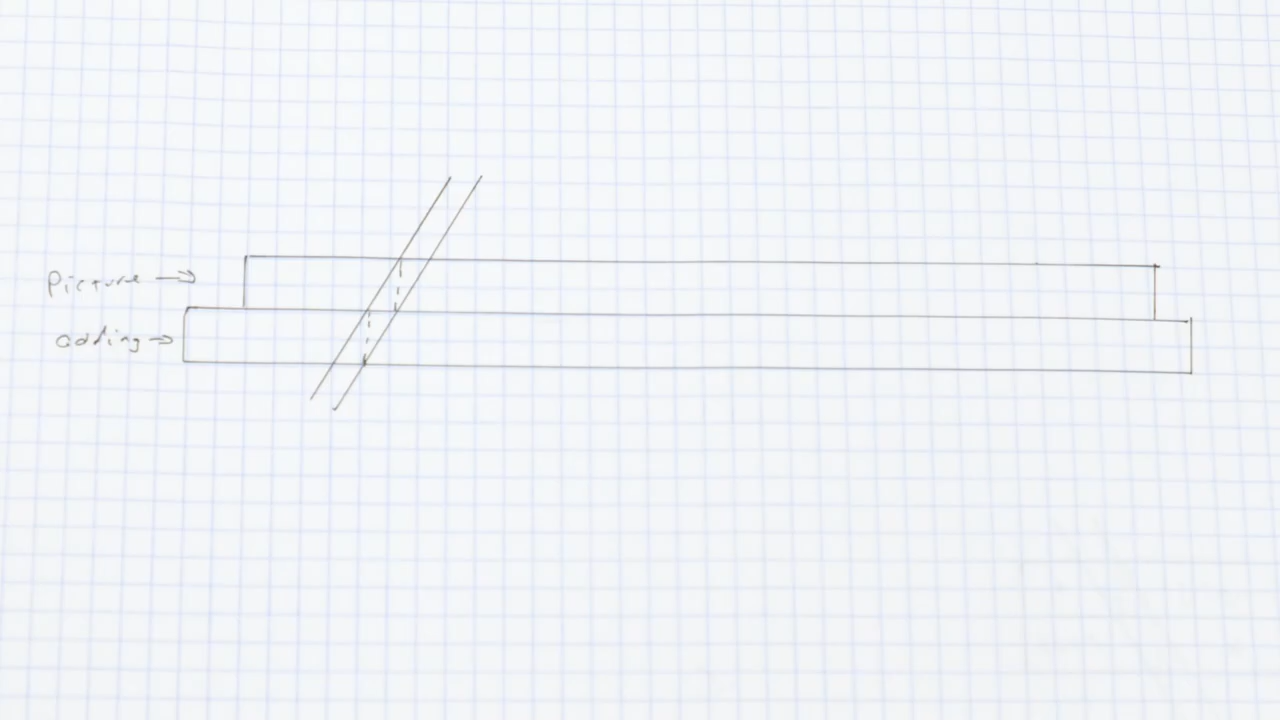 Picture →
adding →